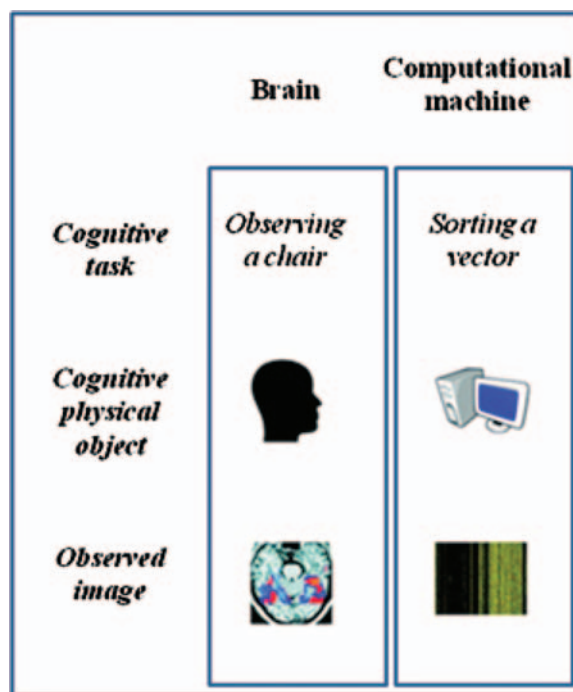 Brain
Computational
machine
Cognitive
task
Observing
a chair
Sorting a
vector
Cognitive
physical
object
Observed
image